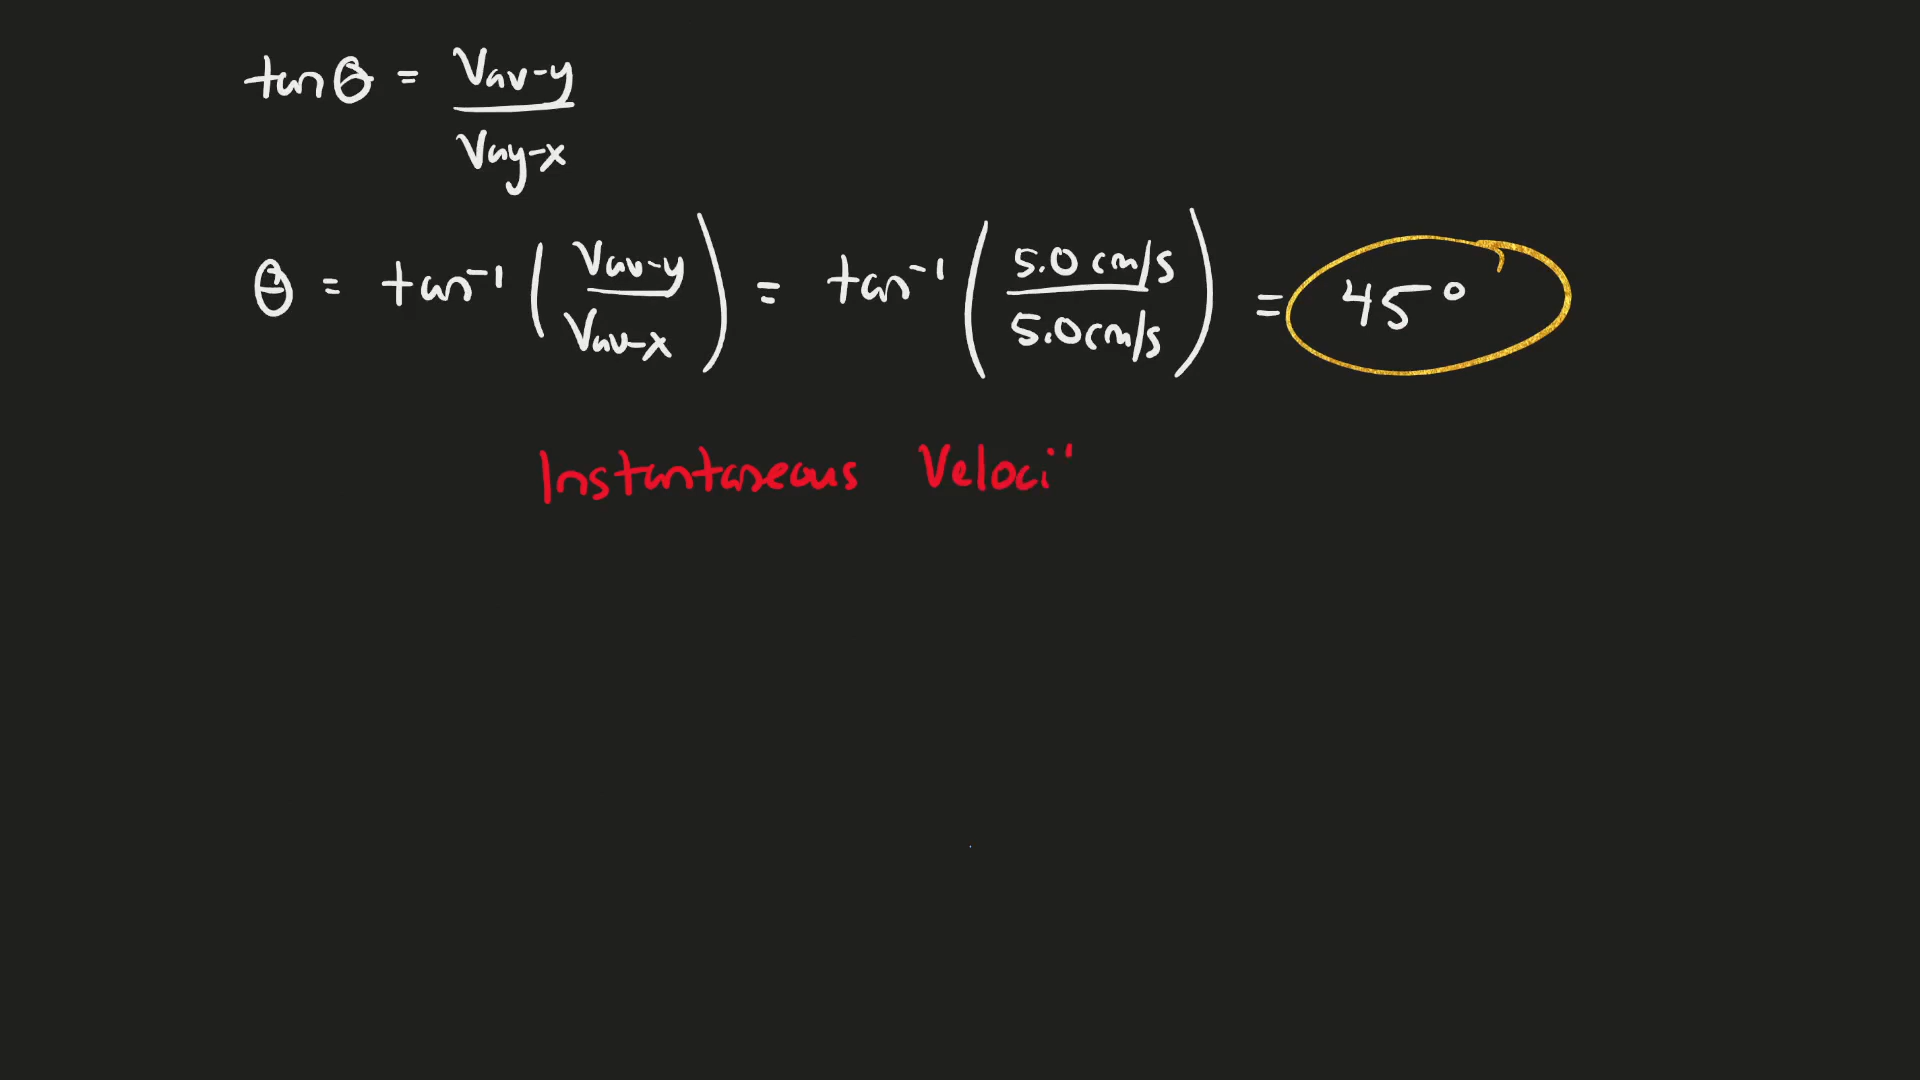 tan θ = Vav-y / Vay-x
θ = tan⁻¹ (Vav-y / Vav-x) = tan⁻¹ (5.0 cm/s / 5.0 cm/s) = 45°
Instantaneous Veloci'